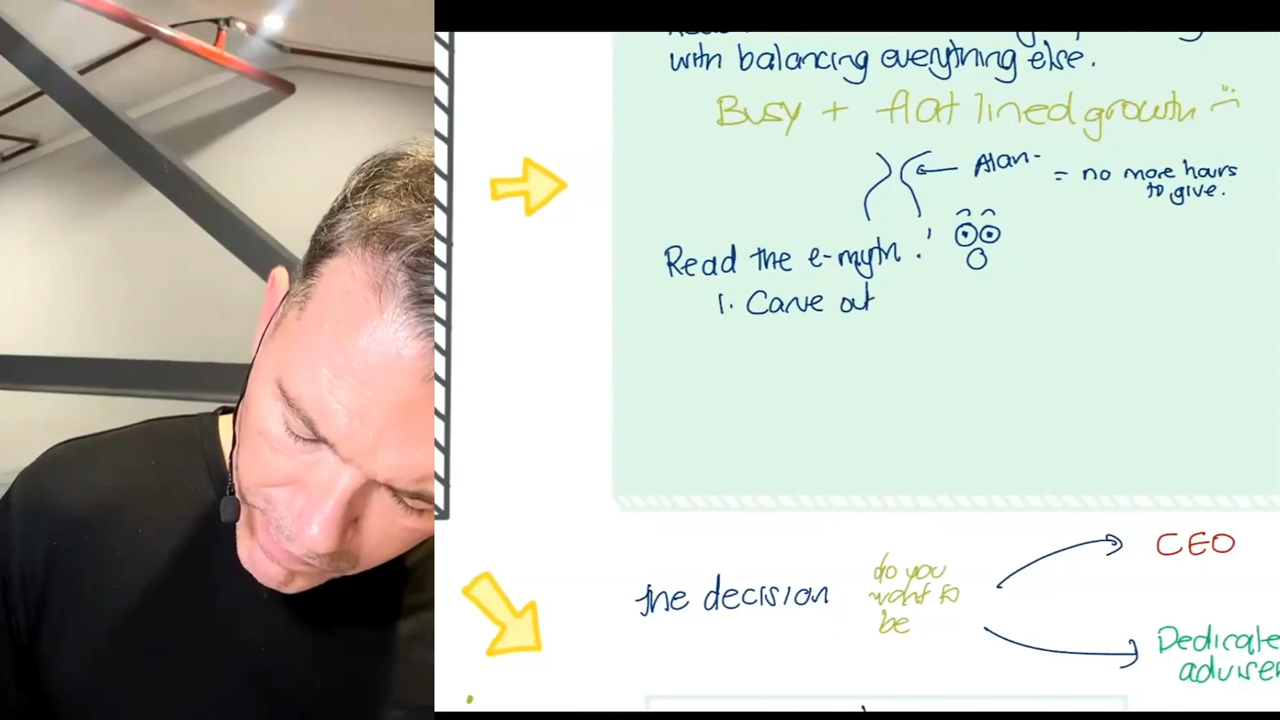 with balancing everything else.
Busy + flat lined growth
Alan-
= no more hours
to give.
Read the e-myth.
1. Carve out
the decision
do you
want to
be
CEO
Dedicate
adviser